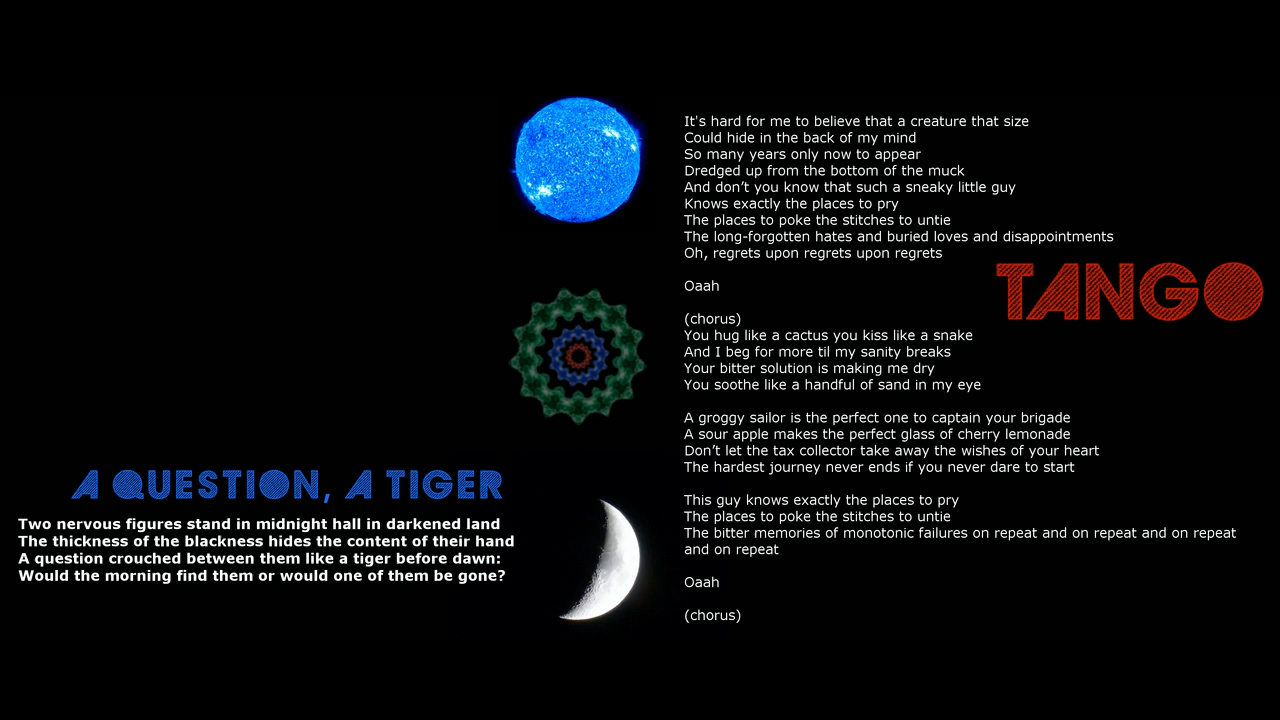 A QUESTION, A TIGER
Two nervous figures stand in midnight hall in darkened land
The thickness of the blackness hides the content of their hand
A question crouched between them like a tiger before dawn:
Would the morning find them or would one of them be gone?
TANGO
It's hard for me to believe that a creature that size
Could hide in the back of my mind
So many years only now to appear
Dredged up from the bottom of the muck
And don’t you know that such a sneaky little guy
Knows exactly the places to pry
The places to poke the stitches to untie
The long-forgotten hates and buried loves and disappointments
Oh, regrets upon regrets upon regrets
Oaah
(chorus)
You hug like a cactus you kiss like a snake
And I beg for more til my sanity breaks
Your bitter solution is making me dry
You soothe like a handful of sand in my eye
A groggy sailor is the perfect one to captain your brigade
A sour apple makes the perfect glass of cherry lemonade
Don’t let the tax collector take away the wishes of your heart
The hardest journey never ends if you never dare to start
This guy knows exactly the places to pry
The places to poke the stitches to untie
The bitter memories of monotonic failures on repeat and on repeat and on repeat
and on repeat
Oaah
(chorus)